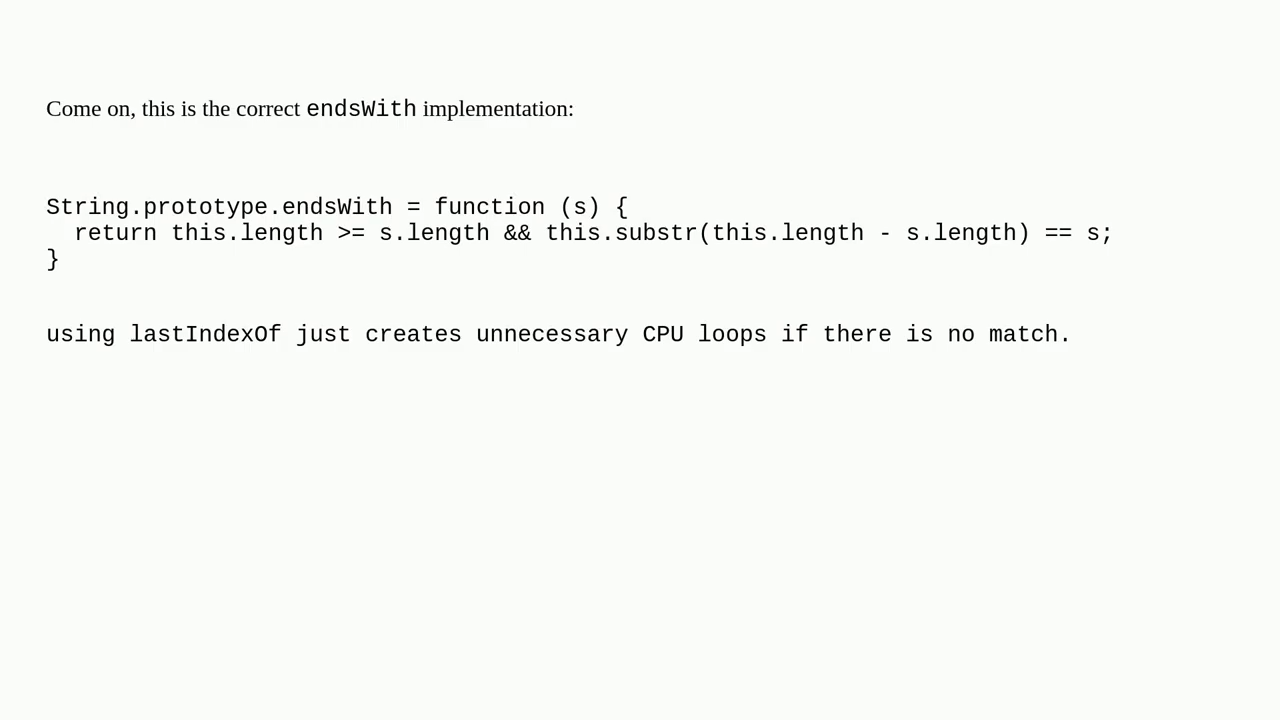 Come on, this is the correct endsWith implementation:
String.prototype.endsWith = function (s) {
  return this.length >= s.length && this.substr(this.length - s.length) == s;
}
using lastIndexOf just creates unnecessary CPU loops if there is no match.